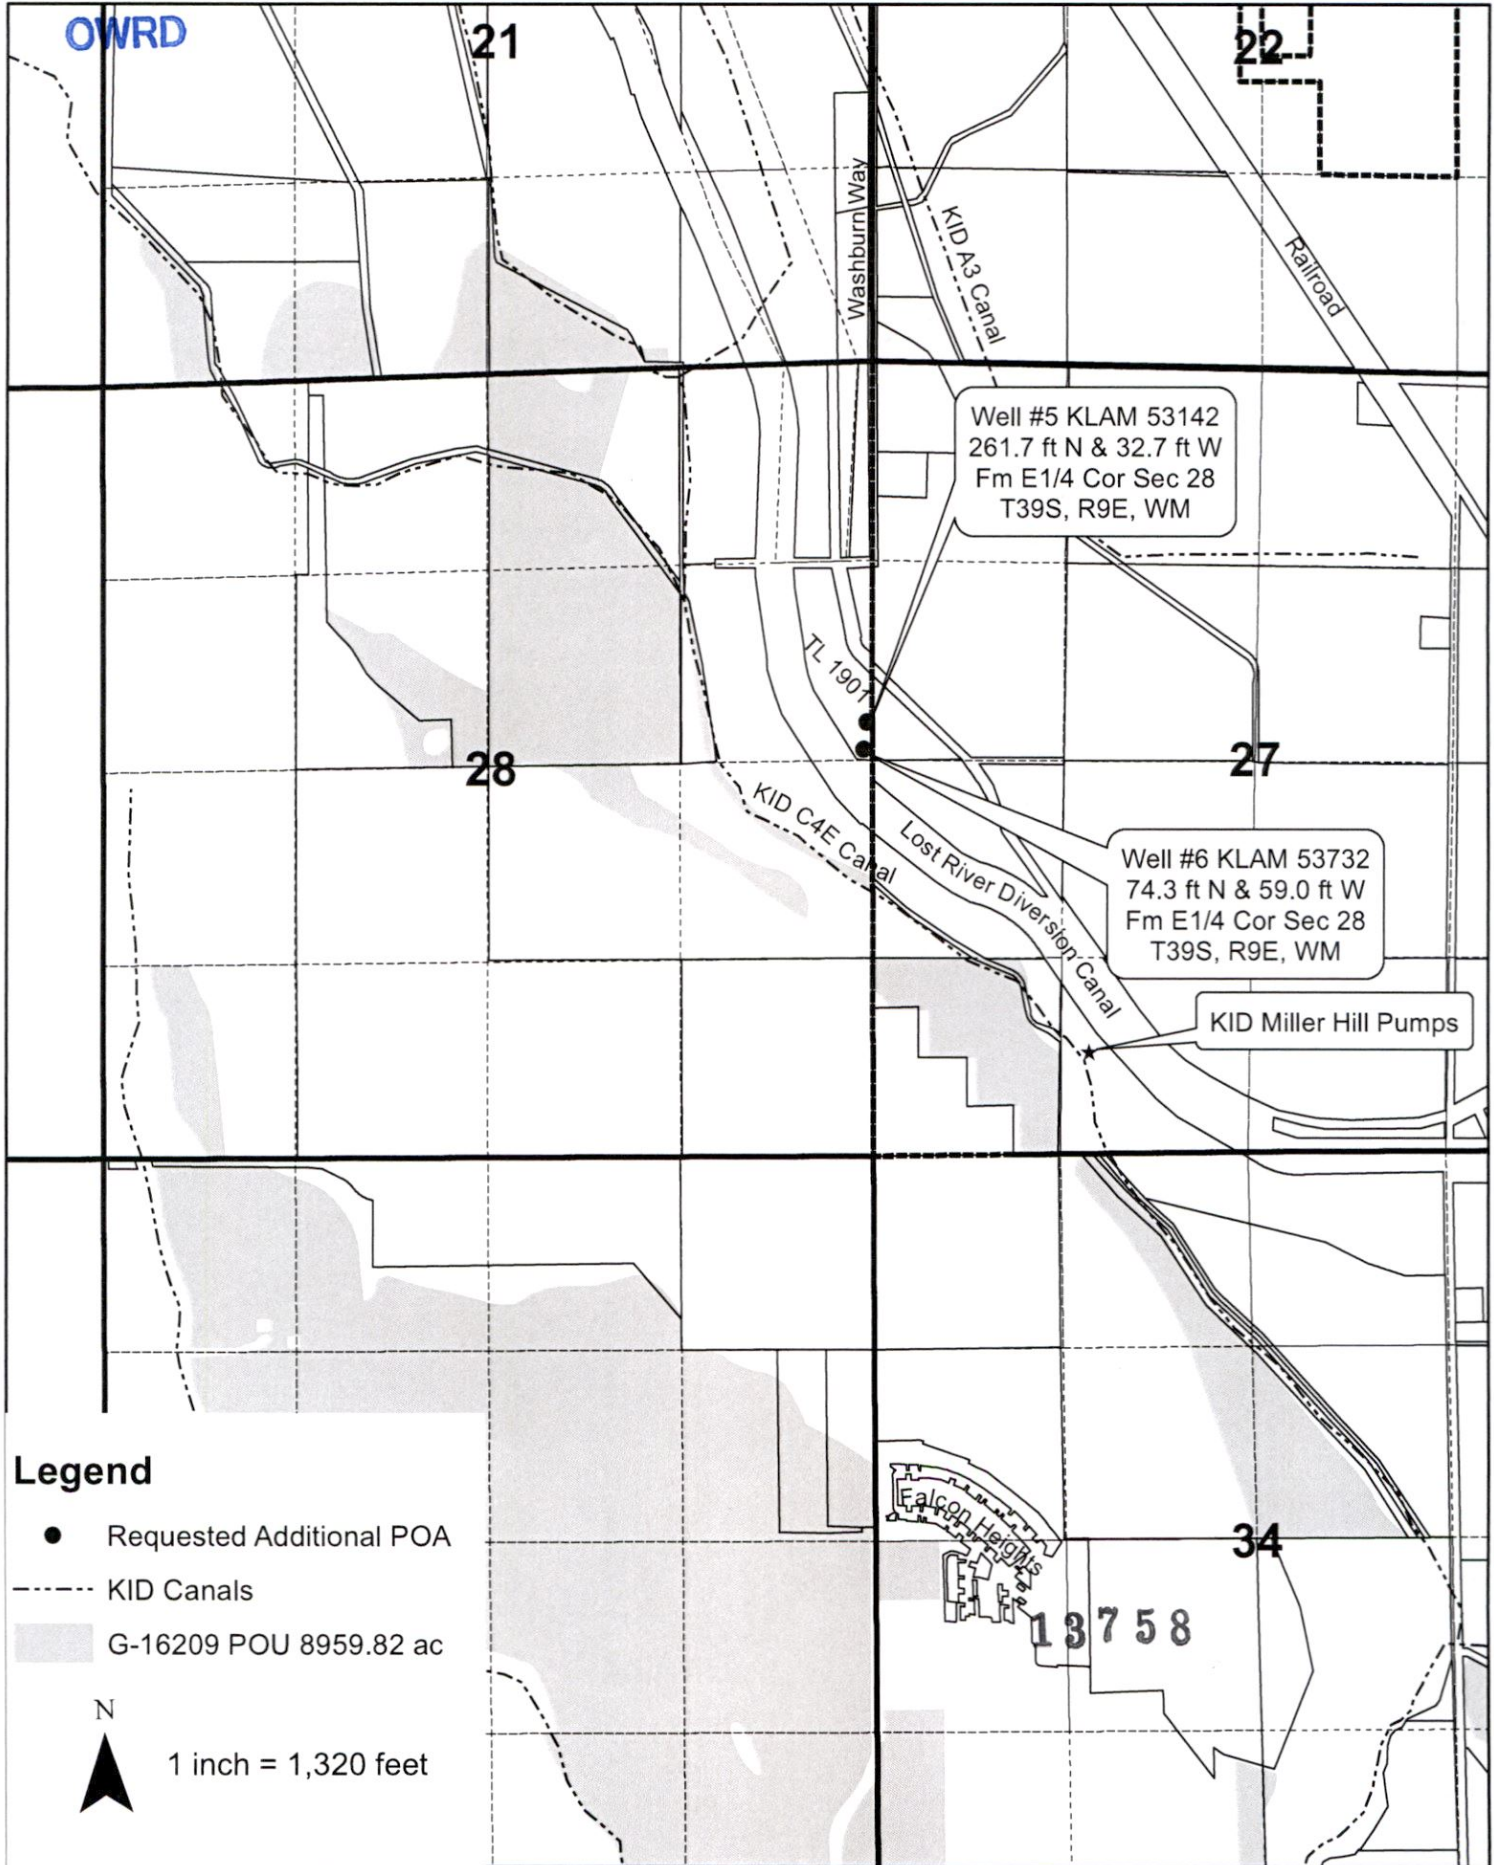 OWRD
21
22
Washburn Way
KID A3 Canal
Railroad
Well #5 KLAM 53142
261.7 ft N & 32.7 ft W
Fm E1/4 Cor Sec 28
T39S, R9E, WM
TL 1901
28
27
KID C4E Canal
Lost River Diversion Canal
Well #6 KLAM 53732
74.3 ft N & 59.0 ft W
Fm E1/4 Cor Sec 28
T39S, R9E, WM
KID Miller Hill Pumps
Legend
Requested Additional POA
KID Canals
G-16209 POU 8959.82 ac
N
1 inch = 1,320 feet
Falcon Heights
34
13758